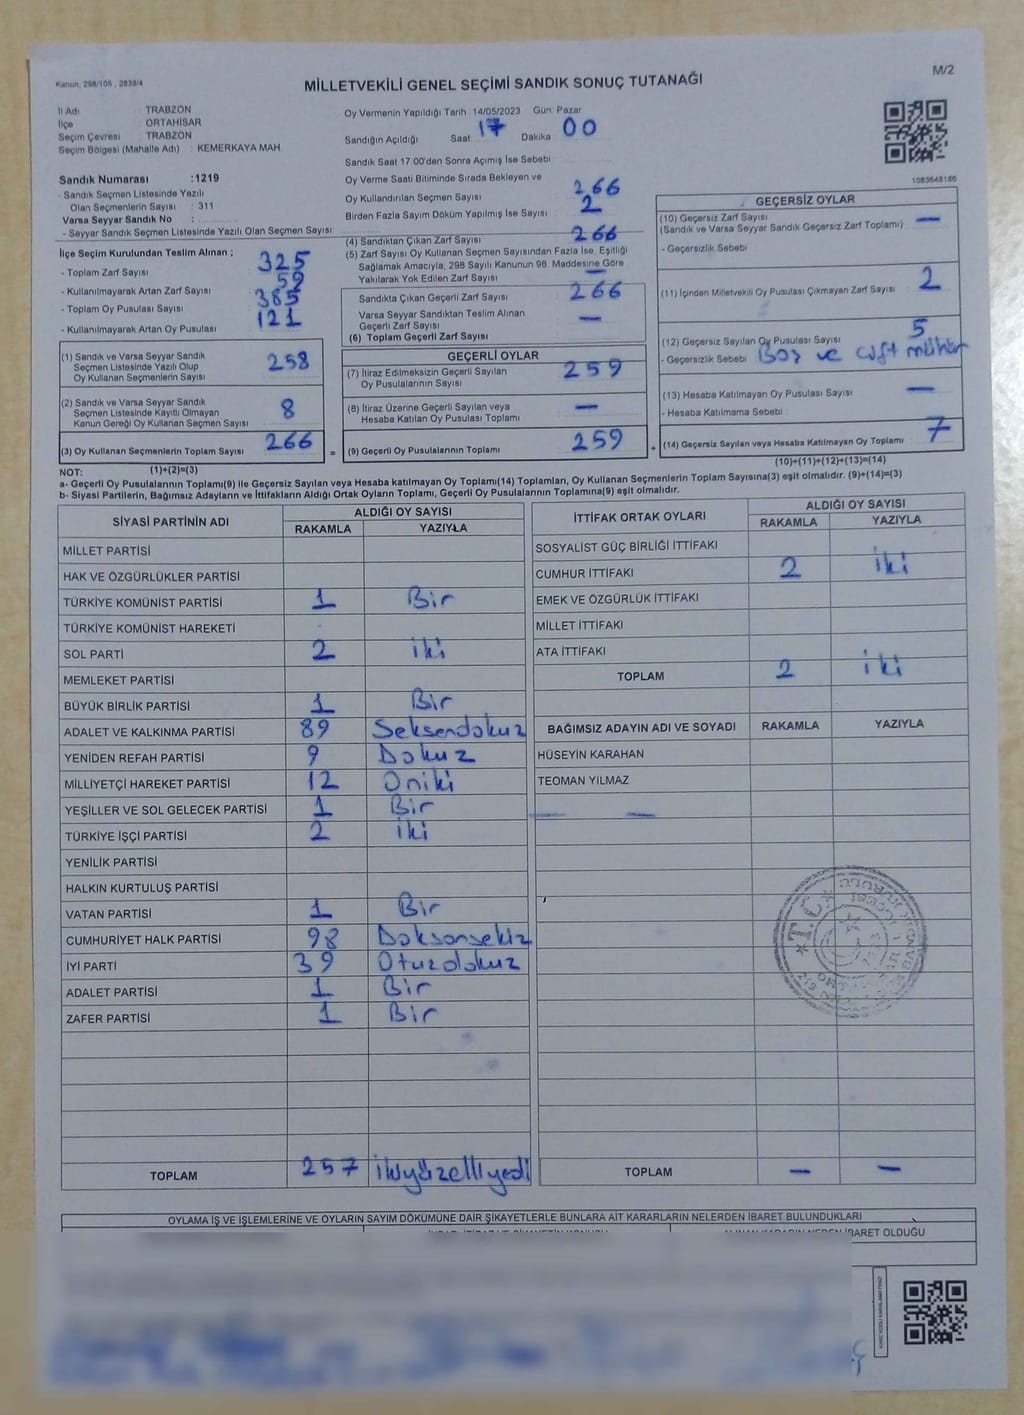 Kanun, 298/105 , 2839/4
MİLLETVEKİLİ GENEL SEÇİMİ SANDIK SONUÇ TUTANAĞI
M/2
İl Adı : TRABZON
İlçe : ORTAHİSAR
Seçim Çevresi : TRABZON
Seçim Bölgesi (Mahalle Adı) : KEMERKAYA MAH
Oy Vermenin Yapıldığı Tarih 14/05/2023 Gün: Pazar
Sandığın Açıldığı Saat 17 Dakika 00
Sandık Saat 17.00'den Sonra Açımış İse Sebebi
Sandık Numarası :1219
- Sandık Seçmen Listesinde Yazılı
Olan Seçmenlerin Sayısı : 311
Varsa Seyyar Sandık No :
- Seyyar Sandık Seçmen Listesinde Yazılı Olan Seçmen Sayısı:
Oy Verme Saati Bitiminde Sırada Bekleyen ve
Oy Kullandırılan Seçmen Sayısı 266
Birden Fazla Sayım Döküm Yapılmış İse Sayısı 2
1083648166
İlçe Seçim Kurulundan Teslim Alınan ;
- Toplam Zarf Sayısı 325
- Kullanılmayarak Artan Zarf Sayısı 59
- Toplam Oy Pusulası Sayısı 385
- Kullanılmayarak Artan Oy Pusulası 121
(4) Sandıktan Çıkan Zarf Sayısı 266
(5) Zarf Sayısı Oy Kullanan Seçmen Sayısından Fazla İse, Eşitliği
Sağlamak Amacıyla, 298 Sayılı Kanunun 98. Maddesine Göre
Yakılarak Yok Edilen Zarf Sayısı —
Sandıkta Çıkan Geçerli Zarf Sayısı 266
Varsa Seyyar Sandıktan Teslim Alınan
Geçerli Zarf Sayısı —
(6) Toplam Geçerli Zarf Sayısı
GEÇERSİZ OYLAR
(10) Geçersiz Zarf Sayısı —
(Sandık ve Varsa Seyyar Sandık Geçersiz Zarf Toplamı)
- Geçersizlik Sebebi
(11) İçinden Milletvekili Oy Pusulası Çıkmayan Zarf Sayısı 2
(12) Geçersiz Sayılan Oy Pusulası Sayısı 5
- Geçersizlik Sebebi Boş ve çift mühür
(13) Hesaba Katılmayan Oy Pusulası Sayısı —
- Hesaba Katılmama Sebebi
(14) Geçersiz Sayılan veya Hesaba Katılmayan Oy Toplamı 7
(10)+(11)+(12)+(13)=(14)
(1) Sandık ve Varsa Seyyar Sandık
Seçmen Listesinde Yazılı Olup
Oy Kullanan Seçmenlerin Sayısı 258
(2) Sandık ve Varsa Seyyar Sandık
Seçmen Listesinde Kayıtlı Olmayan
Kanun Gereği Oy Kullanan Seçmen Sayısı 8
(3) Oy Kullanan Seçmenlerin Toplam Sayısı 266
=
GEÇERLİ OYLAR
(7) İtiraz Edilmeksizin Geçerli Sayılan
Oy Pusulalarının Sayısı 259
(8) İtiraz Üzerine Geçerli Sayılan veya
Hesaba Katılan Oy Pusulası Toplamı —
(9) Geçerli Oy Pusulalarının Toplamı 259
+
NOT: (1)+(2)=(3)
a- Geçerli Oy Pusulalarının Toplamı(9) ile Geçersiz Sayılan veya Hesaba katılmayan Oy Toplamı(14) Toplamları, Oy Kullanan Seçmenlerin Toplam Sayısına(3) eşit olmalıdır. (9)+(14)=(3)
b- Siyasi Partilerin, Bağımsız Adayların ve İttifakların Aldığı Ortak Oyların Toplamı, Geçerli Oy Pusulalarının Toplamına(9) eşit olmalıdır.
SİYASİ PARTİNİN ADI ALDIĞI OY SAYISI
RAKAMLA YAZIYLA
MİLLET PARTİSİ
HAK VE ÖZGÜRLÜKLER PARTİSİ
TÜRKİYE KOMÜNİST PARTİSİ 1 Bir
TÜRKİYE KOMÜNİST HAREKETİ
SOL PARTİ 2 iki
MEMLEKET PARTİSİ
BÜYÜK BİRLİK PARTİSİ 1 Bir
ADALET VE KALKINMA PARTİSİ 89 Seksendokuz
YENİDEN REFAH PARTİSİ 9 Dokuz
MİLLİYETÇİ HAREKET PARTİSİ 12 Oniki
YEŞİLLER VE SOL GELECEK PARTİSİ 1 Bir
TÜRKİYE İŞÇİ PARTİSİ 2 iki
YENİLİK PARTİSİ
HALKIN KURTULUŞ PARTİSİ
VATAN PARTİSİ 1 Bir
CUMHURİYET HALK PARTİSİ 98 Doksansekiz
İYİ PARTİ 39 Otuzdokuz
ADALET PARTİSİ 1 Bir
ZAFER PARTİSİ 1 Bir
TOPLAM 257 ikiyüzelliyedi
İTTİFAK ORTAK OYLARI ALDIĞI OY SAYISI
RAKAMLA YAZIYLA
SOSYALİST GÜÇ BİRLİĞİ İTTİFAKI
CUMHUR İTTİFAKI 2 iki
EMEK VE ÖZGÜRLÜK İTTİFAKI
MİLLET İTTİFAKI
ATA İTTİFAKI
TOPLAM 2 iki
BAĞIMSIZ ADAYIN ADI VE SOYADI RAKAMLA YAZIYLA
HÜSEYİN KARAHAN
TEOMAN YILMAZ
— —
T.C.
TOPLAM — —
OYLAMA İŞ VE İŞLEMLERİNE VE OYLARIN SAYIM DÖKÜMÜNE DAİR ŞİKAYETLERLE BUNLARA AİT KARARLARIN NELERDEN İBARET BULUNDUKLARI
İBARET OLDUĞU